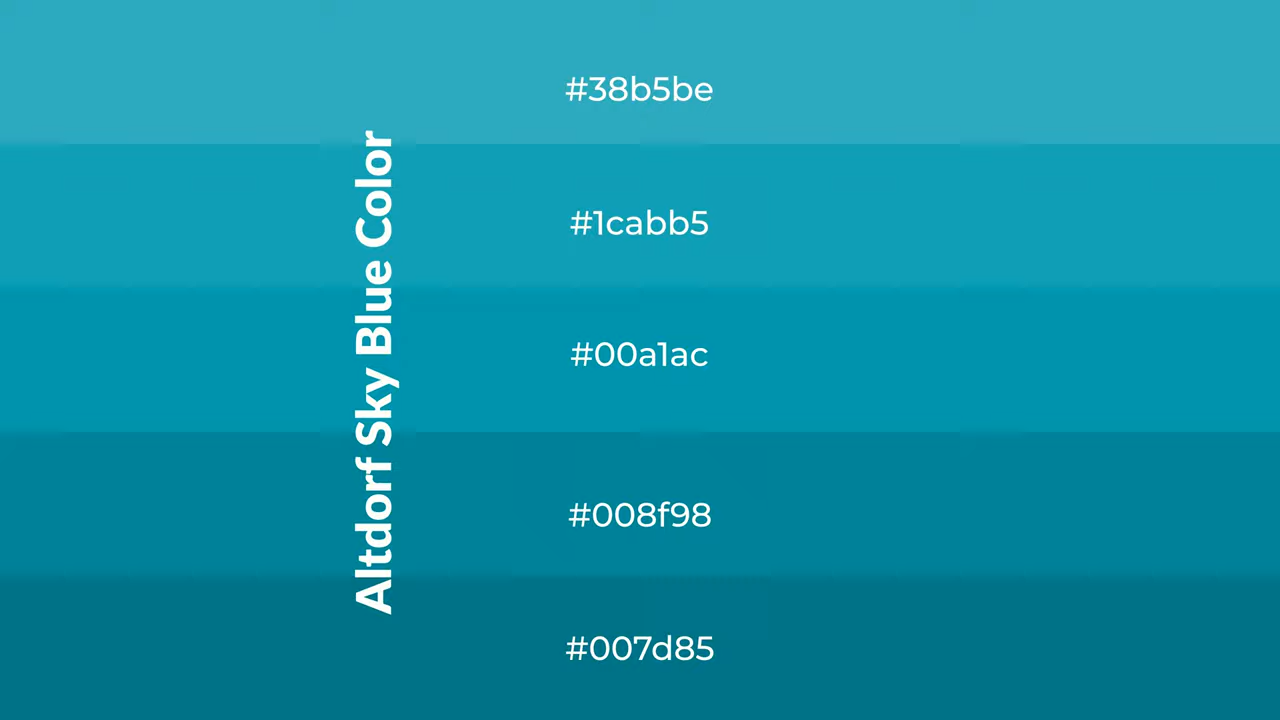 Altdorf Sky Blue Color
#38b5be
#1cabb5
#00a1ac
#008f98
#007d85